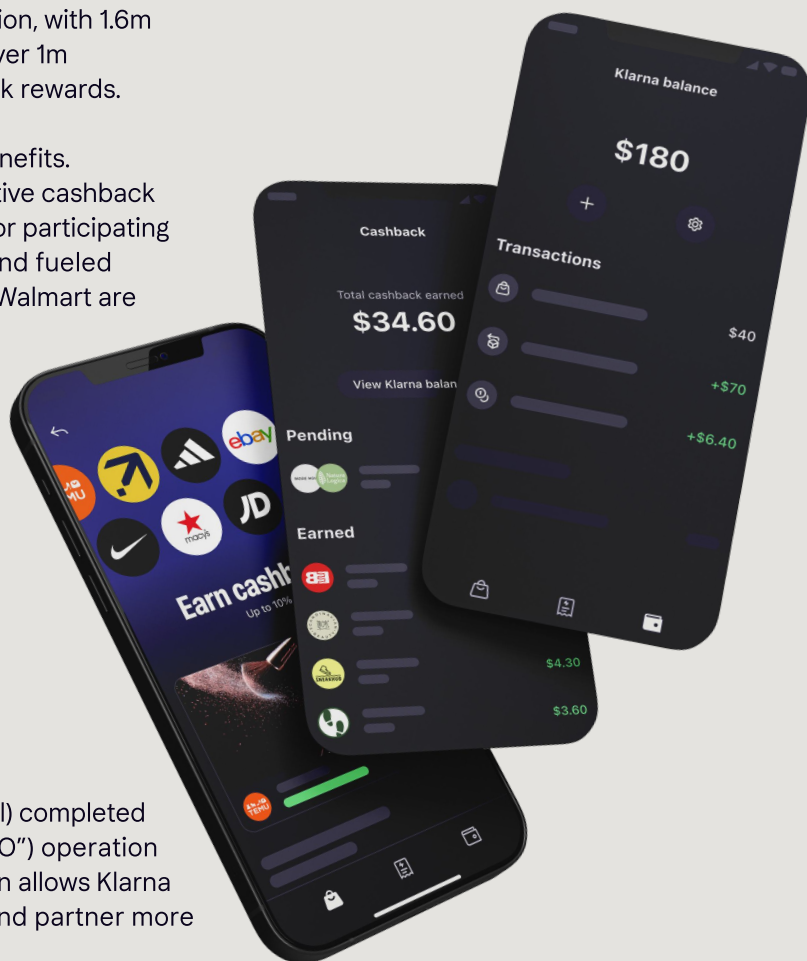 ion, with 1.6m
ver 1m
k rewards.
nefits.
tive cashback
or participating
nd fueled
Walmart are
Klarna balance
$180
Transactions
$40
+$70
+$6.40
Cashback
Total cashback earned
$34.60
View Klarna balan
Pending
Earned
$4.30
$3.60
ebay
MU
macy's
JD
Earn cashb
Up to 10%
TEMU
l) completed
O”) operation
n allows Klarna
nd partner more